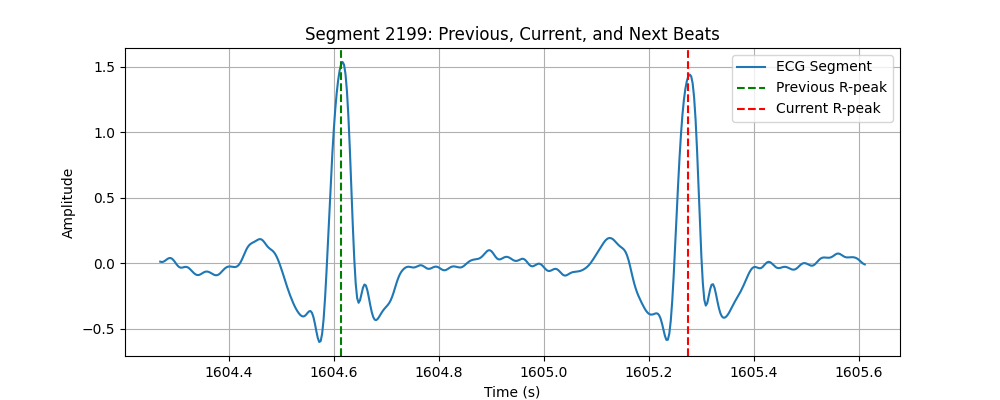 Segment 2199: Previous, Current, and Next Beats
ECG Segment
Previous R-peak
Current R-peak
1.5
1.0
0.5
0.0
−0.5
Amplitude
1604.4 1604.6 1604.8 1605.0 1605.2 1605.4 1605.6
Time (s)